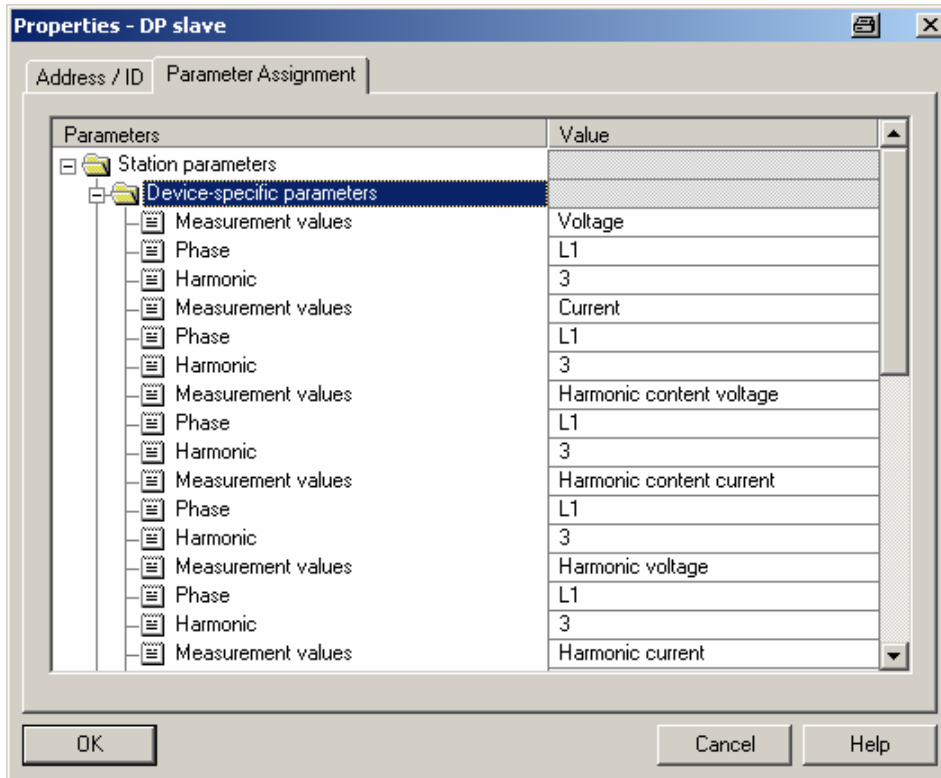 Properties - DP slave
Address / ID Parameter Assignment
Parameters Value
Station parameters
Device-specific parameters
Measurement values Voltage
Phase L1
Harmonic 3
Measurement values Current
Phase L1
Harmonic 3
Measurement values Harmonic content voltage
Phase L1
Harmonic 3
Measurement values Harmonic content current
Phase L1
Harmonic 3
Measurement values Harmonic voltage
Phase L1
Harmonic 3
Measurement values Harmonic current
OK Cancel Help